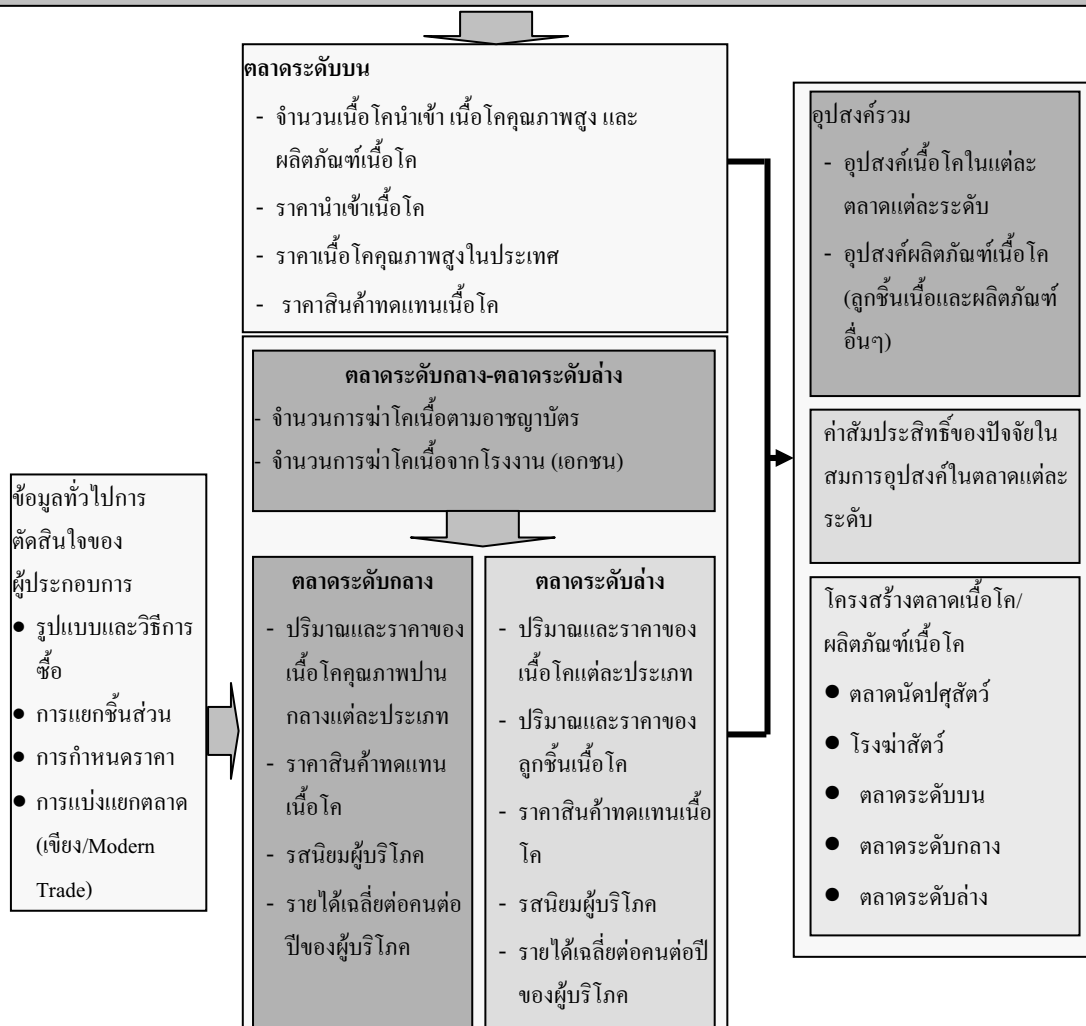 ตลาดระดับบน
- จำนวนเนื้อโคนำเข้า เนื้อโคคุณภาพสูง และ
ผลิตภัณฑ์เนื้อโค
- ราคานำเข้าเนื้อโค
- ราคาเนื้อโคคุณภาพสูงในประเทศ
- ราคาสินค้าทดแทนเนื้อโค
ตลาดระดับกลาง-ตลาดระดับล่าง
- จำนวนการฆ่าโคเนื้อตามอาชญาบัตร
- จำนวนการฆ่าโคเนื้อจากโรงงาน (เอกชน)
ข้อมูลทั่วไปการ
ตัดสินใจของ
ผู้ประกอบการ
● รูปแบบและวิธีการ
ซื้อ
● การแยกชิ้นส่วน
● การกำหนดราคา
● การแบ่งแยกตลาด
(เขียง/Modern
Trade)
ตลาดระดับกลาง
- ปริมาณและราคาของ
เนื้อโคคุณภาพปาน
กลางแต่ละประเภท
- ราคาสินค้าทดแทน
เนื้อโค
- รสนิยมผู้บริโภค
- รายได้เฉลี่ยต่อคนต่อ
ปีของผู้บริโภค
ตลาดระดับล่าง
- ปริมาณและราคาของ
เนื้อโคแต่ละประเภท
- ปริมาณและราคาของ
ลูกชิ้นเนื้อโค
- ราคาสินค้าทดแทนเนื้อ
โค
- รสนิยมผู้บริโภค
- รายได้เฉลี่ยต่อคนต่อปี
ของผู้บริโภค
อุปสงค์รวม
- อุปสงค์เนื้อโคในแต่ละ
ตลาดแต่ละระดับ
- อุปสงค์ผลิตภัณฑ์เนื้อโค
(ลูกชิ้นเนื้อและผลิตภัณฑ์
อื่นๆ)
ค่าสัมประสิทธิ์ของปัจจัยใน
สมการอุปสงค์ในตลาดแต่ละ
ระดับ
โครงสร้างตลาดเนื้อโค/
ผลิตภัณฑ์เนื้อโค
● ตลาดนัดปศุสัตว์
● โรงฆ่าสัตว์
● ตลาดระดับบน
● ตลาดระดับกลาง
● ตลาดระดับล่าง